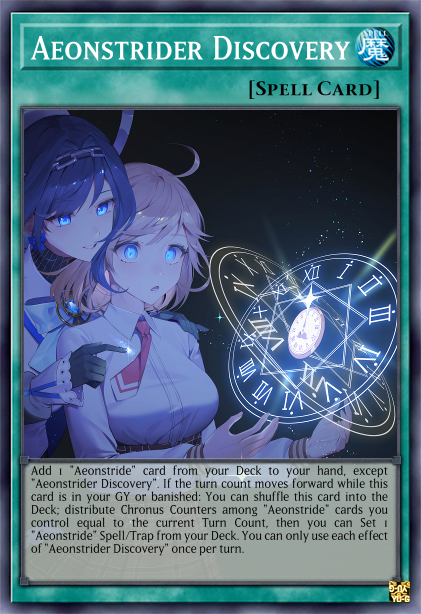 Aeonstrider Discovery
SPELL
魔
[Spell Card]
XII
I
II
III
Add 1 "Aeonstride" card from your Deck to your hand, except
"Aeonstrider Discovery". If the turn count moves forward while this
card is in your GY or banished: You can shuffle this card into the
Deck; distribute Chronus Counters among "Aeonstride" cards you
control equal to the current Turn Count, then you can Set 1
"Aeonstride" Spell/Trap from your Deck. You can only use each effect
of "Aeonstrider Discovery" once per turn.